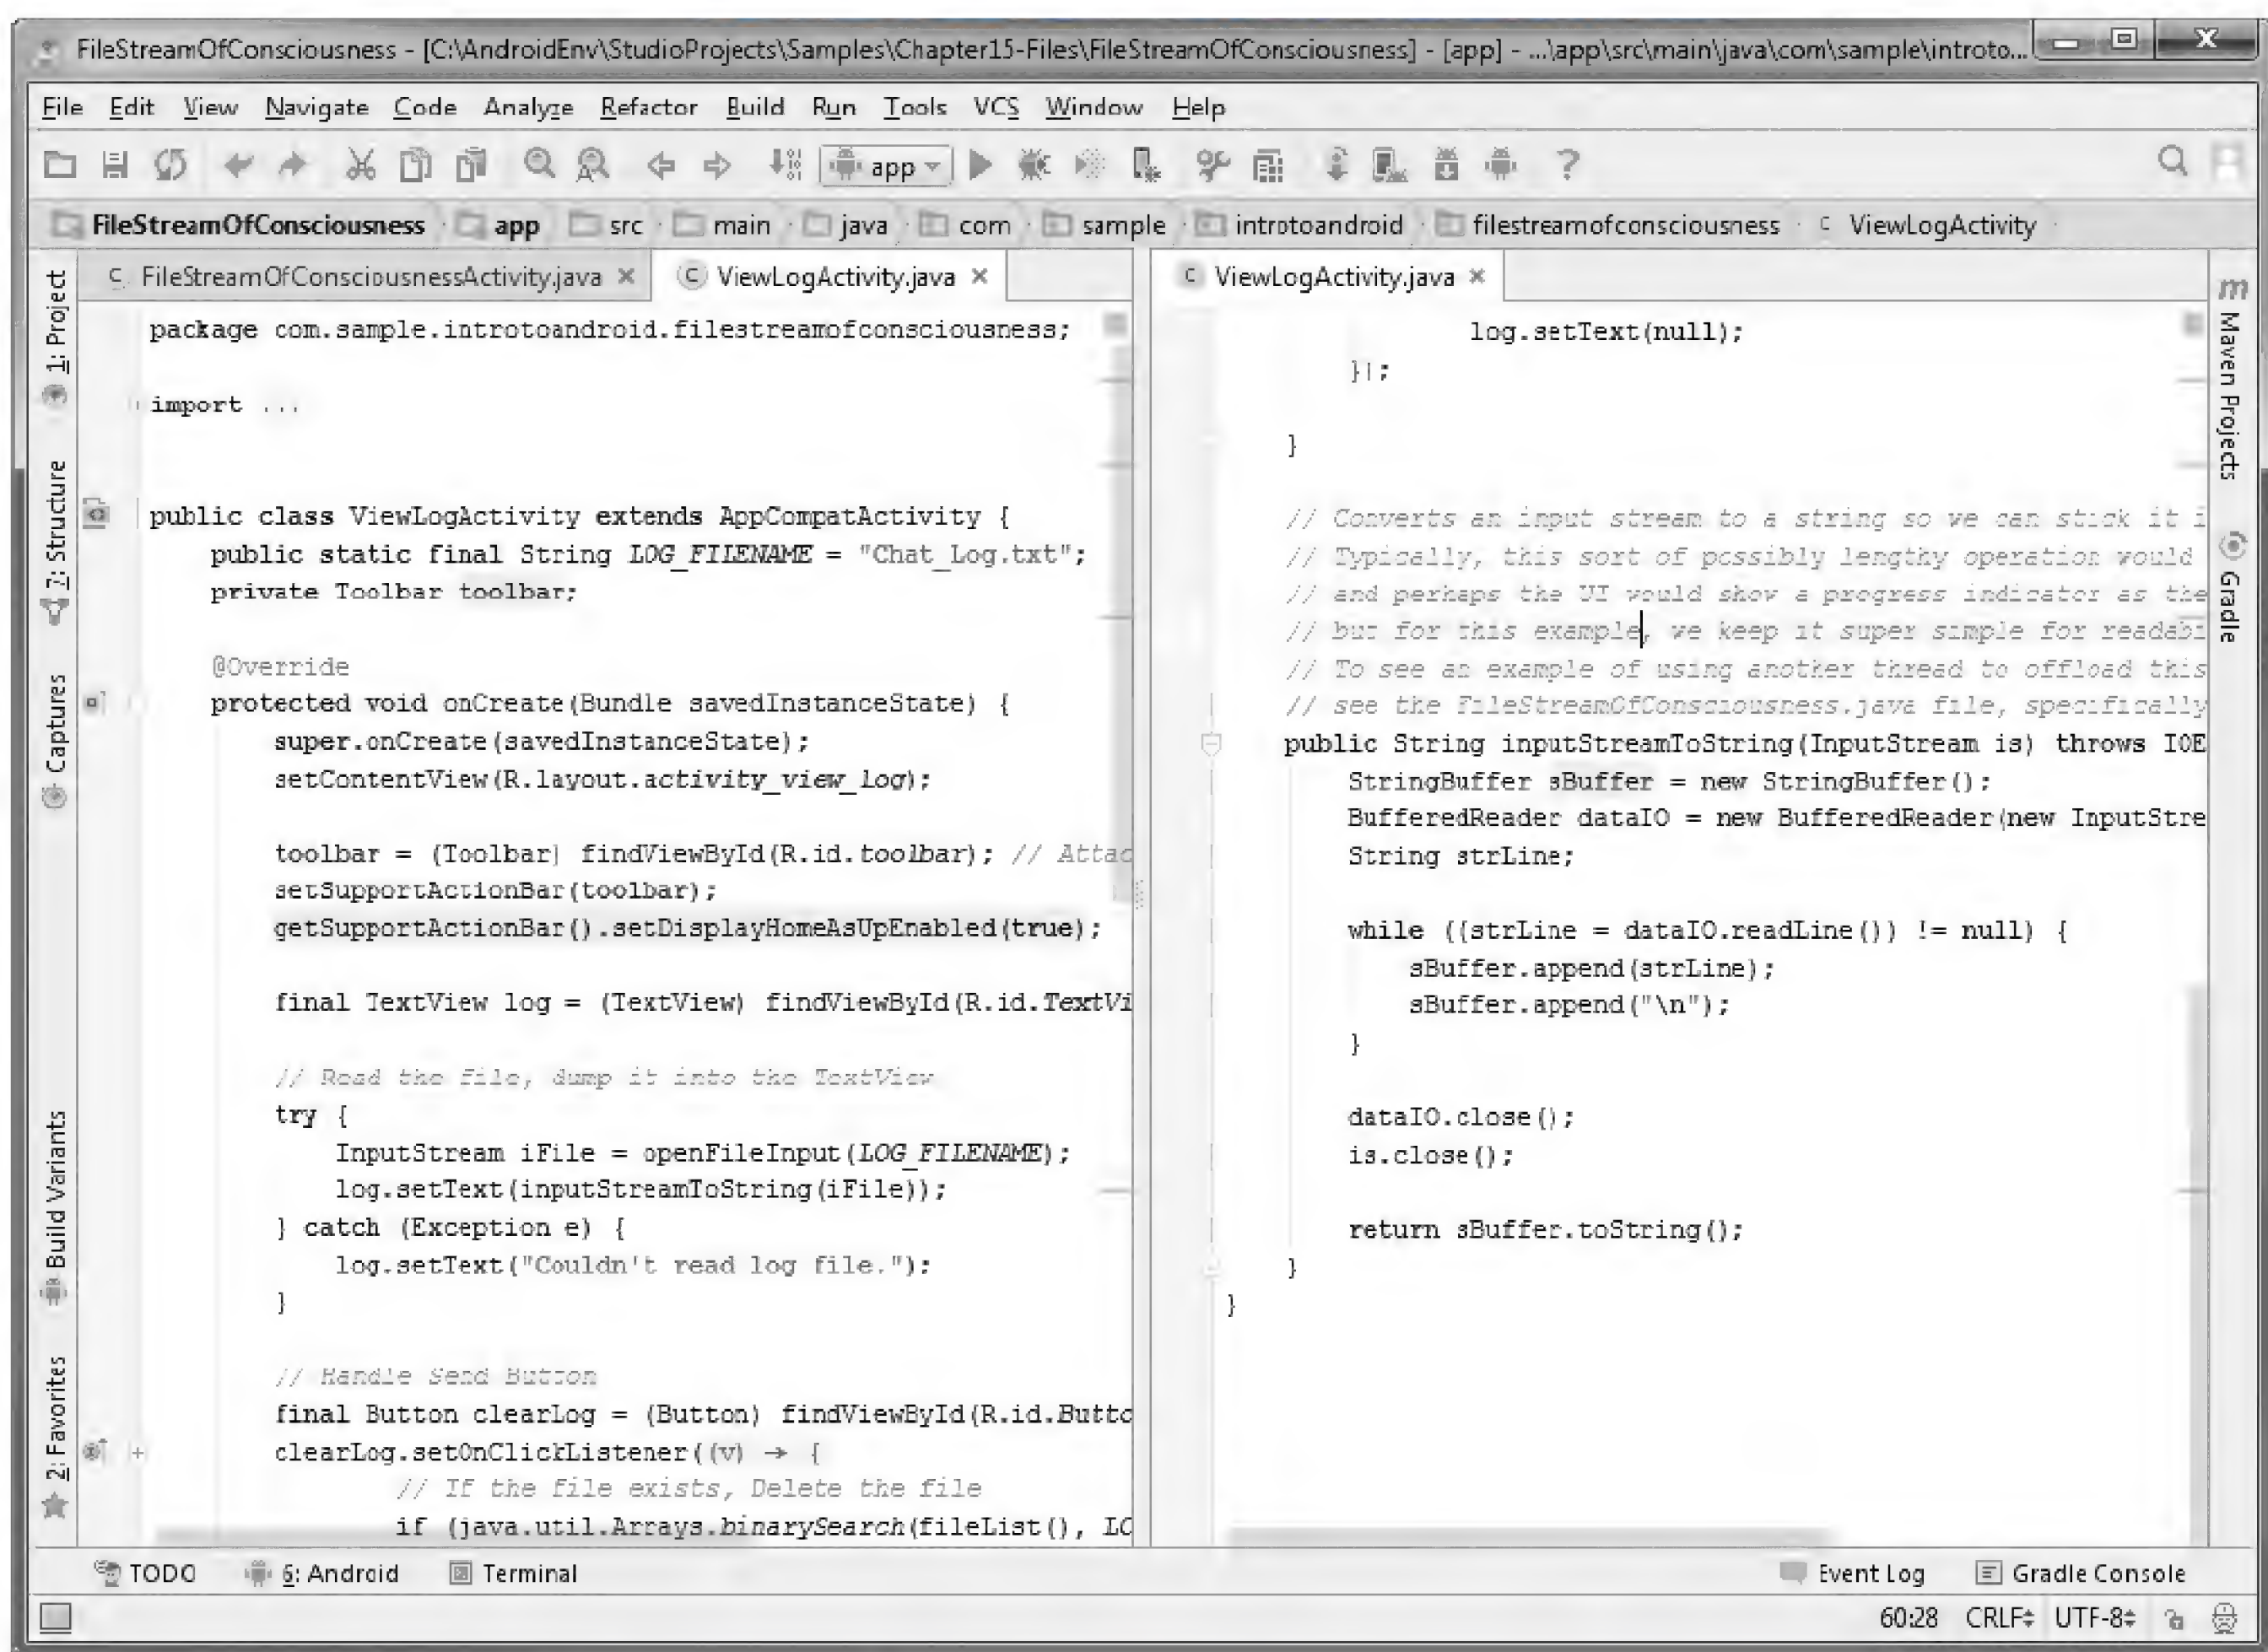 FileStreamOfConsciousness - [C:\AndroidEnv\StudioProjects\Samples\Chapter15-Files\FileStreamOfConsciousness] - [app] - ...\app\src\main\java\com\sample\introto...
File Edit View Navigate Code Analyze Refactor Build Run Tools VCS Window Help
app
FileStreamOfConsciousness app src main java com sample introtoandroid filestreamofconsciousness C ViewLogActivity
1: Project
7: Structure
Captures
Build Variants
2: Favorites
C FileStreamOfConsciousnessActivity.java × C ViewLogActivity.java ×
package com.sample.introtoandroid.filestreamofconsciousness;
import ...
public class ViewLogActivity extends AppCompatActivity {
public static final String LOG_FILENAME = "Chat_Log.txt";
private Toolbar toolbar;
@Override
protected void onCreate(Bundle savedInstanceState) {
super.onCreate(savedInstanceState);
setContentView(R.layout.activity_view_log);
toolbar = (Toolbar) findViewById(R.id.toolbar); // Attac
setSupportActionBar(toolbar);
getSupportActionBar().setDisplayHomeAsUpEnabled(true);
final TextView log = (TextView) findViewById(R.id.TextVi
// Read the file, dump it into the TextView
try {
InputStream iFile = openFileInput(LOG_FILENAME);
log.setText(inputStreamToString(iFile));
} catch (Exception e) {
log.setText("Couldn't read log file.");
}
// Handle Send Button
final Button clearLog = (Button) findViewById(R.id.Butto
clearLog.setOnClickListener((v) → {
// If the file exists, Delete the file
if (java.util.Arrays.binarySearch(fileList(), LO
C ViewLogActivity.java ×
log.setText(null);
});
}
// Converts an input stream to a string so we can stick it i
// Typically, this sort of possibly lengthy operation would
// and perhaps the UI would show a progress indicator as the
// but for this example, we keep it super simple for readabi
// To see an example of using another thread to offload this
// see the FileStreamOfConsciousness.java file, specifically
public String inputStreamToString(InputStream is) throws IOE
StringBuffer sBuffer = new StringBuffer();
BufferedReader dataIO = new BufferedReader(new InputStre
String strLine;
while ((strLine = dataIO.readLine()) != null) {
sBuffer.append(strLine);
sBuffer.append("\n");
}
dataIO.close();
is.close();
return sBuffer.toString();
}
}
m Maven Projects
Gradle
TODO 6: Android Terminal Event Log Gradle Console
60:28 CRLF UTF-8